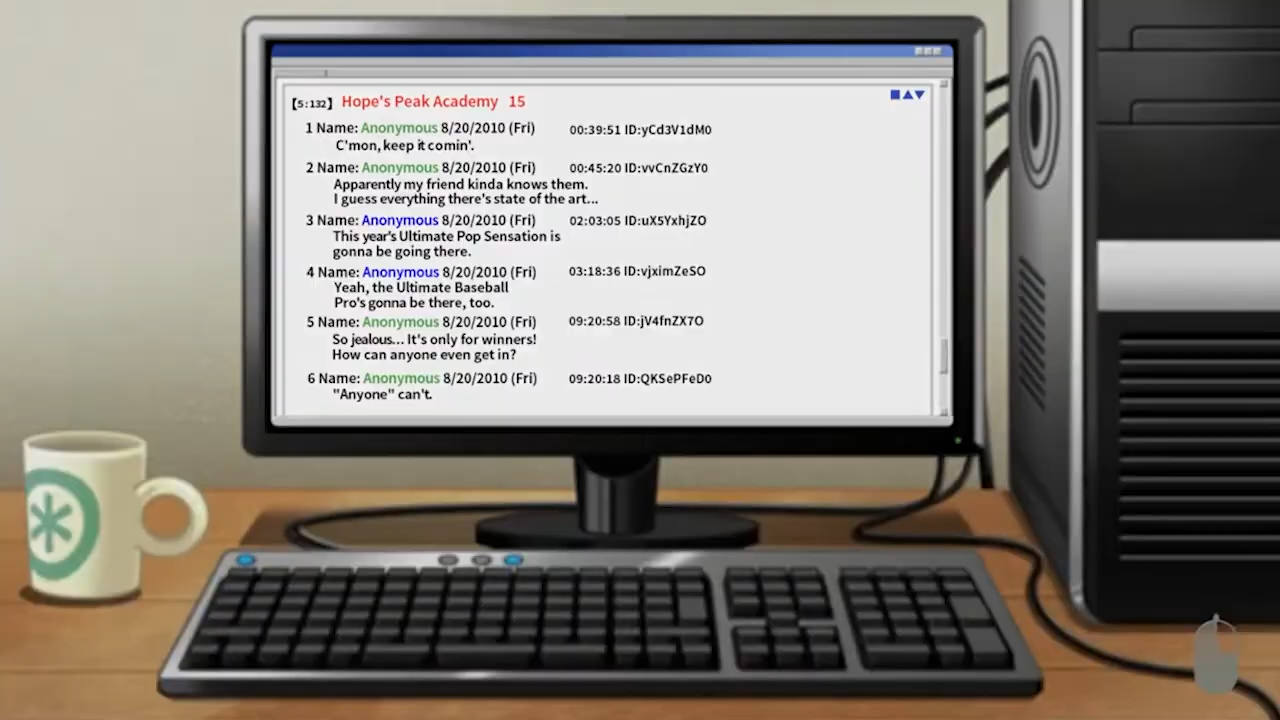 【5:132】 Hope's Peak Academy 15
1 Name: Anonymous 8/20/2010 (Fri) 00:39:51 ID:yCd3V1dM0
C'mon, keep it comin'.
2 Name: Anonymous 8/20/2010 (Fri) 00:45:20 ID:vvCnZGzY0
Apparently my friend kinda knows them.
I guess everything there's state of the art...
3 Name: Anonymous 8/20/2010 (Fri) 02:03:05 ID:uX5YxhjZO
This year's Ultimate Pop Sensation is
gonna be going there.
4 Name: Anonymous 8/20/2010 (Fri) 03:18:36 ID:vjximZeSO
Yeah, the Ultimate Baseball
Pro's gonna be there, too.
5 Name: Anonymous 8/20/2010 (Fri) 09:20:58 ID:jV4fnZX7O
So jealous... It's only for winners!
How can anyone even get in?
6 Name: Anonymous 8/20/2010 (Fri) 09:20:18 ID:QKSePFeD0
"Anyone" can't.